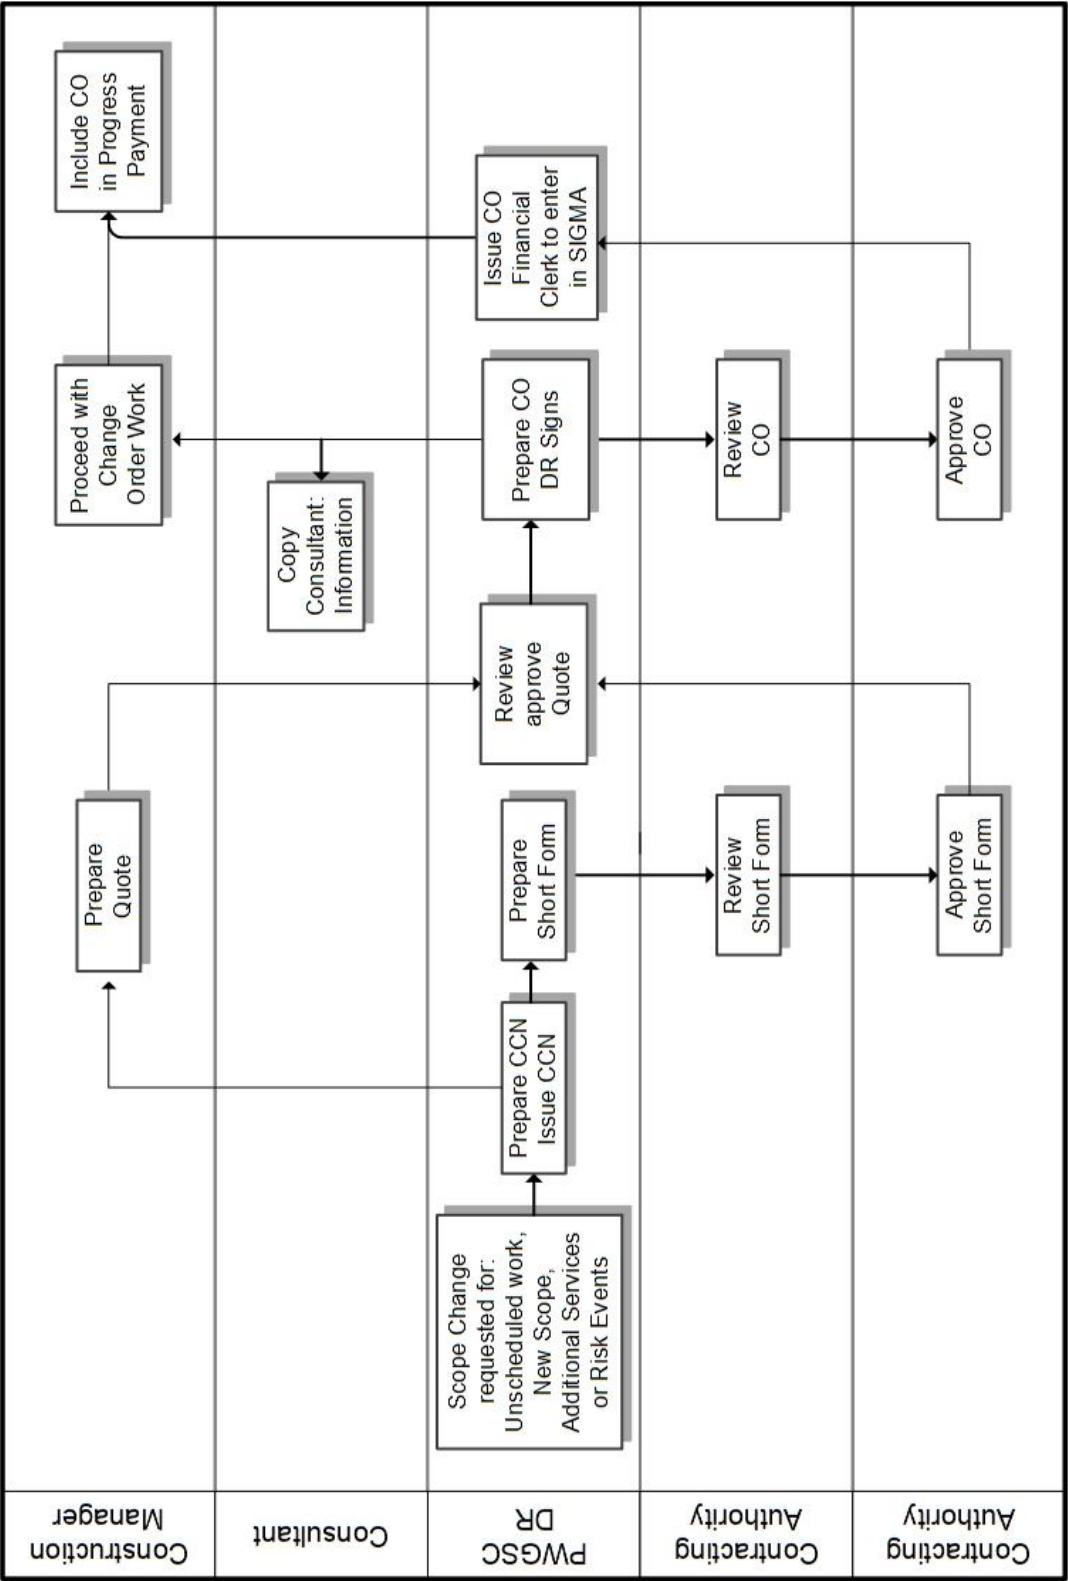 Construction
Manager
Consultant
PWGSC
DR
Contracting
Authority
Contracting
Authority
Scope Change
requested for:
Unscheduled work,
New Scope,
Additional Services
or Risk Events
Prepare CCN
Issue CCN
Prepare
Quote
Prepare
Short Form
Review
Short Form
Approve
Short Form
Review
approve
Quote
Copy
Consultant:
Information
Proceed with
Change
Order Work
Prepare CO
DR Signs
Review
CO
Approve
CO
Issue CO
Financial
Clerk to enter
in SIGMA
Include CO
in Progress
Payment